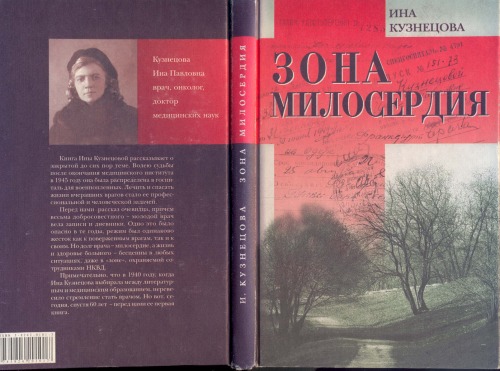 Кузнецова
Ина Павловна
врач, онколог,
доктор
медицинских наук
Книга Ины Кузнецовой рассказывает о
закрытой до сих пор теме. Волею судьбы
после окончания медицинского института
в 1945 году она была распределена в госпи-
таль для военнопленных. Лечить и спасать
жизни вчерашних врагов стало ее профес-
сиональной и человеческой задачей.
Перед нами рассказ очевидца, причем
весьма добросовестного – молодой врач
вела записи и дневники. Одно это было
опасно в те годы, режим был одинаково
жесток как к поверженным врагам, так и к
своим. Но долг врача – милосердие, а жизнь
и здоровье больного – бесценны в любых
ситуациях, даже в «зоне», охраняемой со-
трудниками НКВД.
Примечательно, что в 1940 году, когда
Ина Кузнецова выбирала между литератур-
ным и медицинским образованием, переве-
сило стремление стать врачом. Но вот, се-
годня, спустя 60 лет – перед нами ее первая
книга.
И. КУЗНЕЦОВА ЗОНА МИЛОСЕРДИЯ
ИНА
КУЗНЕЦОВА
ЗОНА
МИЛОСЕРДИЯ